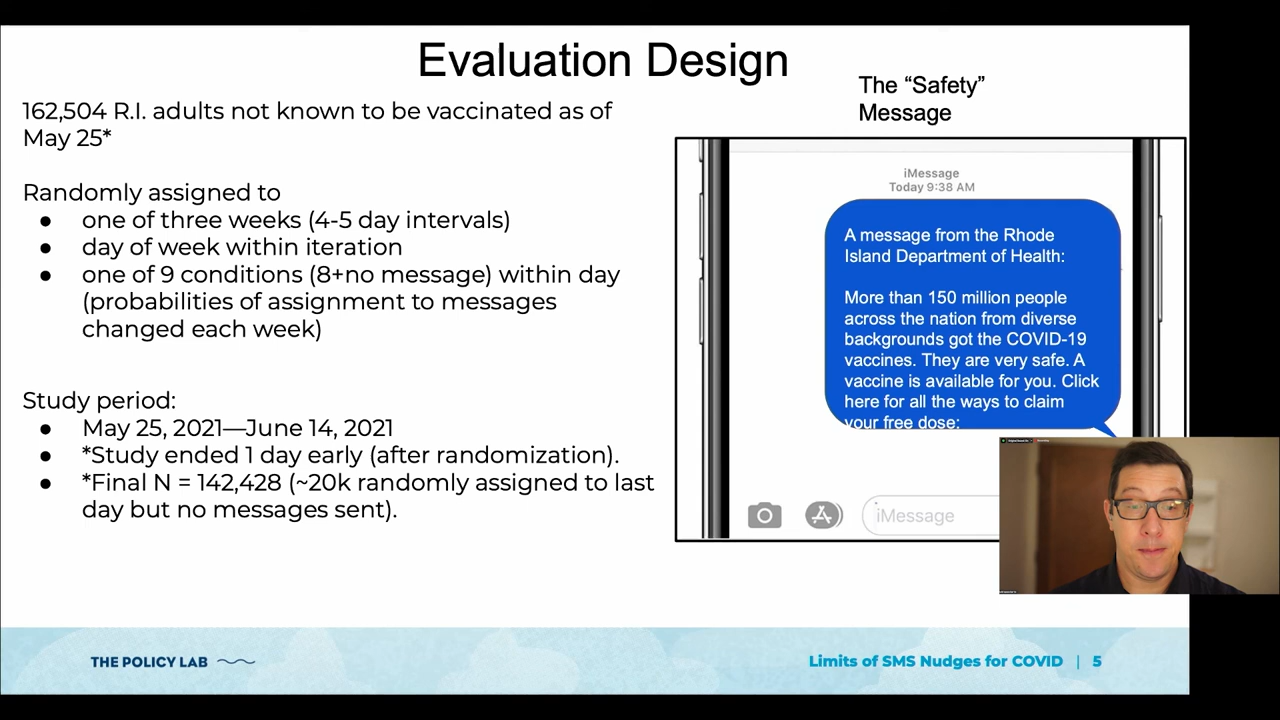 Evaluation Design
162,504 R.I. adults not known to be vaccinated as of
May 25*
Randomly assigned to
● one of three weeks (4-5 day intervals)
● day of week within iteration
● one of 9 conditions (8+no message) within day
(probabilities of assignment to messages
changed each week)
Study period:
● May 25, 2021—June 14, 2021
● *Study ended 1 day early (after randomization).
● *Final N = 142,428 (~20k randomly assigned to last
day but no messages sent).
The “Safety”
Message
iMessage
Today 9:38 AM
A message from the Rhode
Island Department of Health:
More than 150 million people
across the nation from diverse
backgrounds got the COVID-19
vaccines. They are very safe. A
vaccine is available for you. Click
here for all the ways to claim
your free dose:
iMessage
THE POLICY LAB
Limits of SMS Nudges for COVID | 5